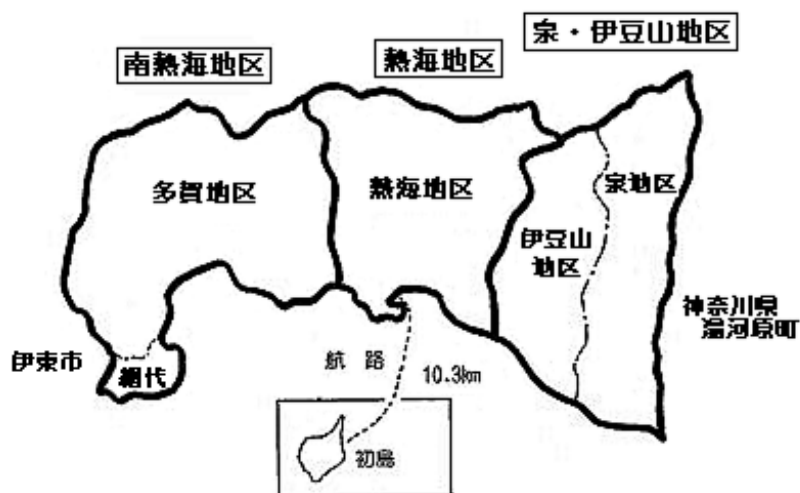 泉・伊豆山地区
熱海地区
南熱海地区
多賀地区
熱海地区
泉地区
伊豆山
地区
神奈川県
湯河原町
伊東市
網代
航路
10.3km
初島